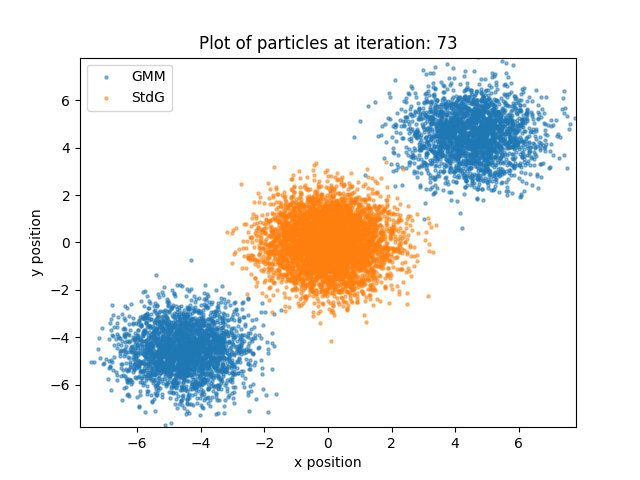 Plot of particles at iteration: 73
GMM
StdG
y position
6
4
2
0
−2
−4
−6
−6 −4 −2 0 2 4 6
x position